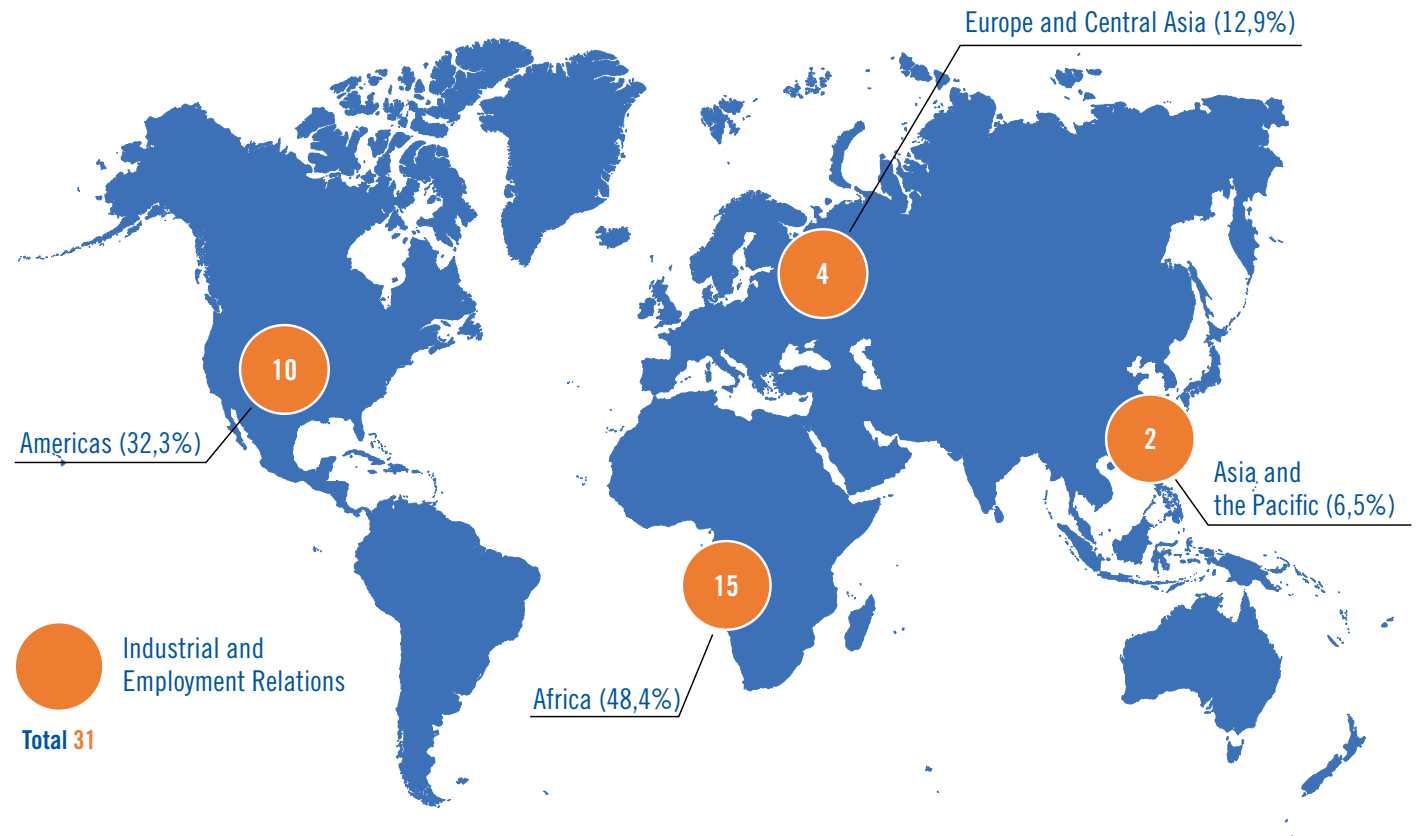 Europe and Central Asia (12,9%)
4
10
Americas (32,3%)
2
Asia and
the Pacific (6,5%)
15
Industrial and
Employment Relations
Africa (48,4%)
Total 31